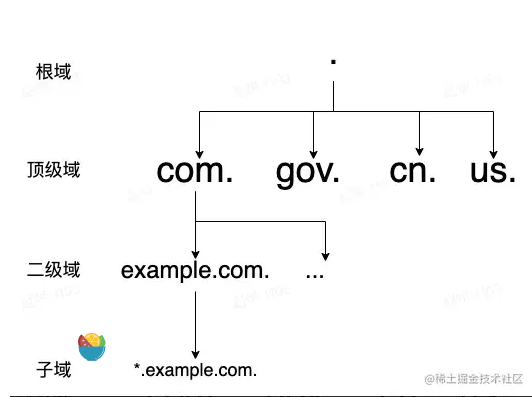 根域 .
顶级域 com. gov. cn. us.
二级域 example.com. ...
子域 *.example.com.
@稀土掘金技术社区